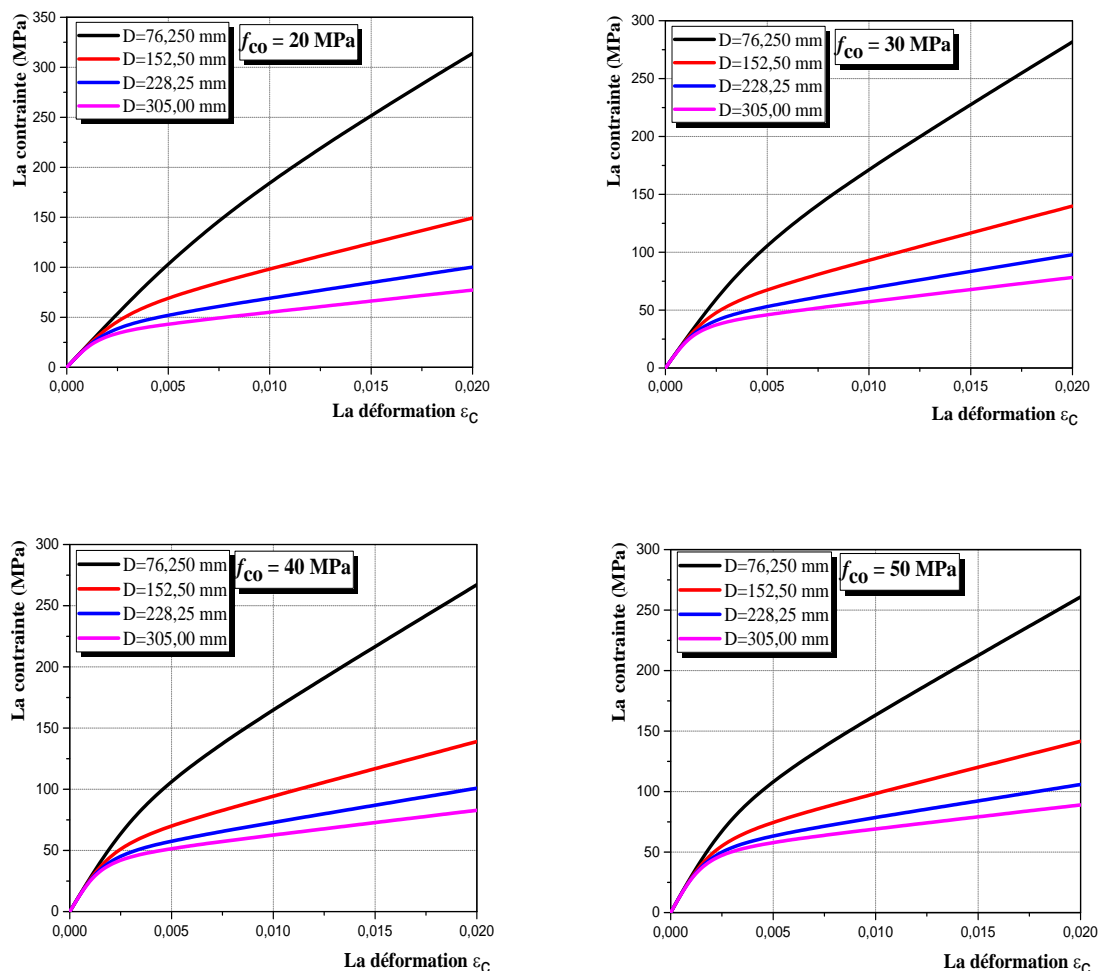 La contrainte (MPa)
350
300
250
200
150
100
50
0
D=76,250 mm
D=152,50 mm
D=228,25 mm
D=305,00 mm
fco = 20 MPa
0,000 0,005 0,010 0,015 0,020
La déformation εC
La contrainte (MPa)
300
250
200
150
100
50
0
D=76,250 mm
D=152,50 mm
D=228,25 mm
D=305,00 mm
fco = 30 MPa
0,000 0,005 0,010 0,015 0,020
La déformation εC
La contrainte (MPa)
300
250
200
150
100
50
0
D=76,250 mm
D=152,50 mm
D=228,25 mm
D=305,00 mm
fco = 40 MPa
0,000 0,005 0,010 0,015 0,020
La déformation εC
La contrainte (MPa)
300
250
200
150
100
50
0
D=76,250 mm
D=152,50 mm
D=228,25 mm
D=305,00 mm
fco = 50 MPa
0,000 0,005 0,010 0,015 0,020
La déformation εC